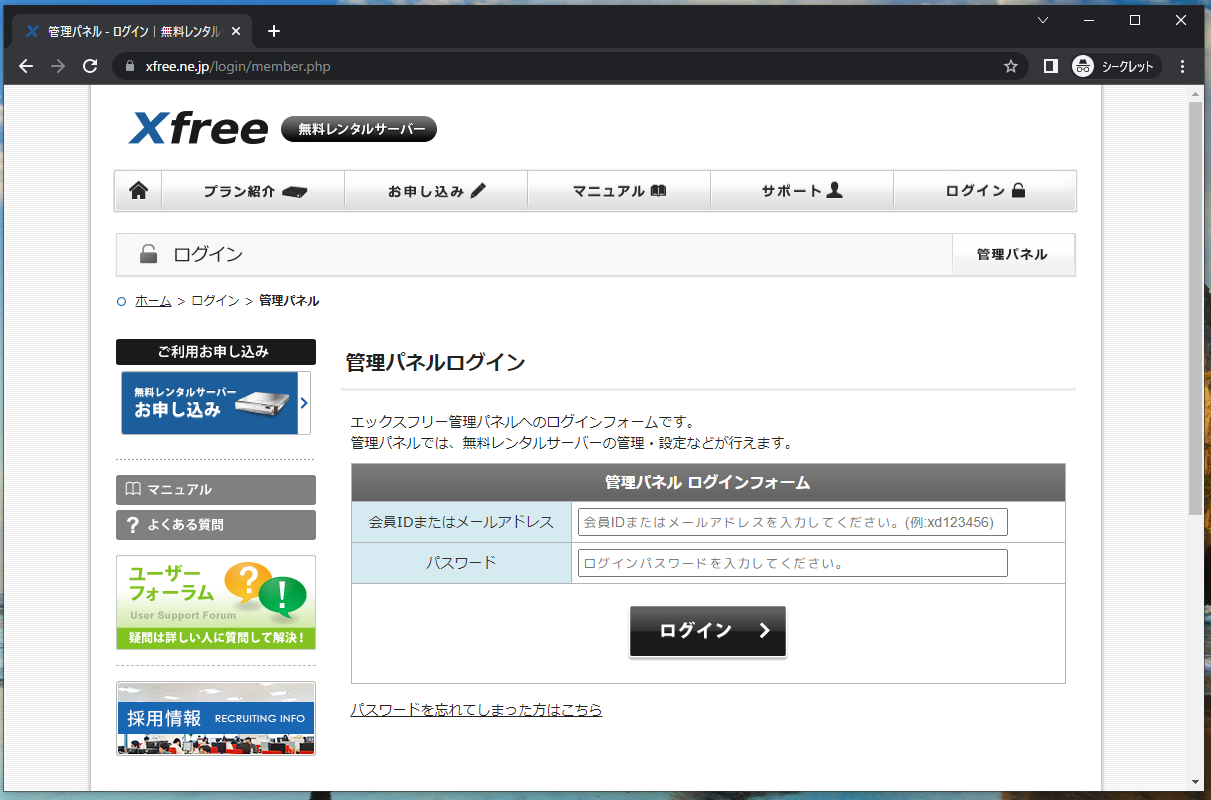 管理パネル - ログイン | 無料レンタル
xfree.ne.jp/login/member.php
シークレット
Xfree
無料レンタルサーバー
プラン紹介
お申し込み
マニュアル
サポート
ログイン
ログイン
管理パネル
ホーム > ログイン > 管理パネル
ご利用お申し込み
無料レンタルサーバー
お申し込み
マニュアル
よくある質問
ユーザー
フォーラム
User Support Forum
疑問は詳しい人に質問して解決!
採用情報 RECRUITING INFO
管理パネルログイン
エックスフリー管理パネルへのログインフォームです。
管理パネルでは、無料レンタルサーバーの管理・設定などが行えます。
管理パネル ログインフォーム
会員IDまたはメールアドレス
会員IDまたはメールアドレスを入力してください。(例:xd123456)
パスワード
ログインパスワードを入力してください。
ログイン
パスワードを忘れてしまった方はこちら